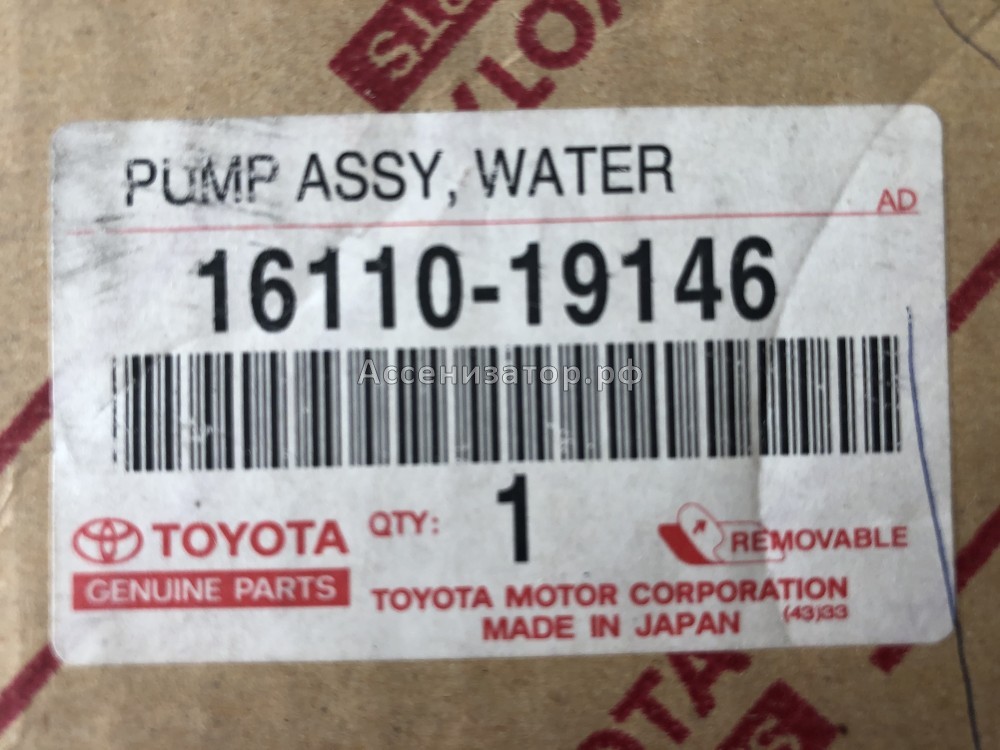 PUMP ASSY, WATER
AD
16110-19146
Ассенизатор.рф
1
QTY:
TOYOTA
GENUINE PARTS
REMOVABLE
TOYOTA MOTOR CORPORATION
(43)33
MADE IN JAPAN